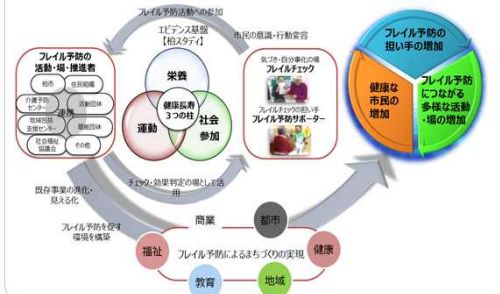 フレイル予防活動への参加
フレイル予防の
活動・場・推進者
柏市
住民組織
介護予防
センター
活動団体
連携
地域包括
支援センター
職能団体
社会福祉
協議会
その他
エビデンス基盤
【柏スタディ】
栄養
健康長寿
3つの柱
運動
社会
参加
市民の意識・行動変容
気づき・自分事化の場
フレイルチェック
フレイルチェックの担い手
フレイル予防サポーター
フレイル予防の
担い手の増加
健康な
市民の
増加
フレイル予防
につながる
多様な活動
・場の増加
チェック・効果判定の場として活
用
既存事業の進化・
見える化
フレイル予防を促す
環境を構築
商業
都市
福祉
健康
フレイル予防によるまちづくりの実現
教育
地域